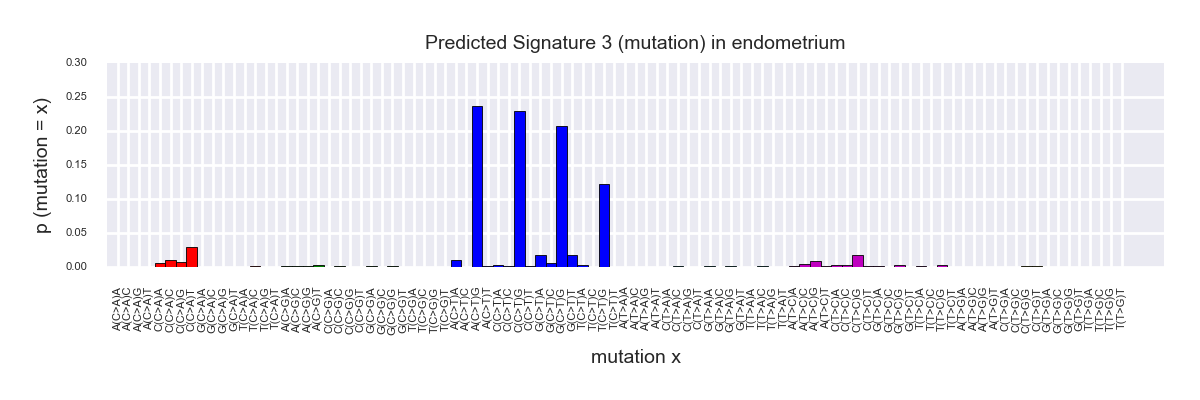 Predicted Signature 3 (mutation) in endometrium
p (mutation = x)
0.30
0.25
0.20
0.15
0.10
0.05
0.00
A(C>A)A
A(C>A)C
A(C>A)G
A(C>A)T
C(C>A)A
C(C>A)C
C(C>A)G
C(C>A)T
G(C>A)A
G(C>A)C
G(C>A)G
G(C>A)T
T(C>A)A
T(C>A)C
T(C>A)G
T(C>A)T
A(C>G)A
A(C>G)C
A(C>G)G
A(C>G)T
C(C>G)A
C(C>G)C
C(C>G)G
C(C>G)T
G(C>G)A
G(C>G)C
G(C>G)G
G(C>G)T
T(C>G)A
T(C>G)C
T(C>G)G
T(C>G)T
A(C>T)A
A(C>T)C
A(C>T)G
A(C>T)T
C(C>T)A
C(C>T)C
C(C>T)G
C(C>T)T
G(C>T)A
G(C>T)C
G(C>T)G
G(C>T)T
T(C>T)A
T(C>T)C
T(C>T)G
T(C>T)T
A(T>A)A
A(T>A)C
A(T>A)G
A(T>A)T
C(T>A)A
C(T>A)C
C(T>A)G
C(T>A)T
G(T>A)A
G(T>A)C
G(T>A)G
G(T>A)T
T(T>A)A
T(T>A)C
T(T>A)G
T(T>A)T
A(T>C)A
A(T>C)C
A(T>C)G
A(T>C)T
C(T>C)A
C(T>C)C
C(T>C)G
C(T>C)T
G(T>C)A
G(T>C)C
G(T>C)G
G(T>C)T
T(T>C)A
T(T>C)C
T(T>C)G
T(T>C)T
A(T>G)A
A(T>G)C
A(T>G)G
A(T>G)T
C(T>G)A
C(T>G)C
C(T>G)G
C(T>G)T
G(T>G)A
G(T>G)C
G(T>G)G
G(T>G)T
T(T>G)A
T(T>G)C
T(T>G)G
T(T>G)T
mutation x